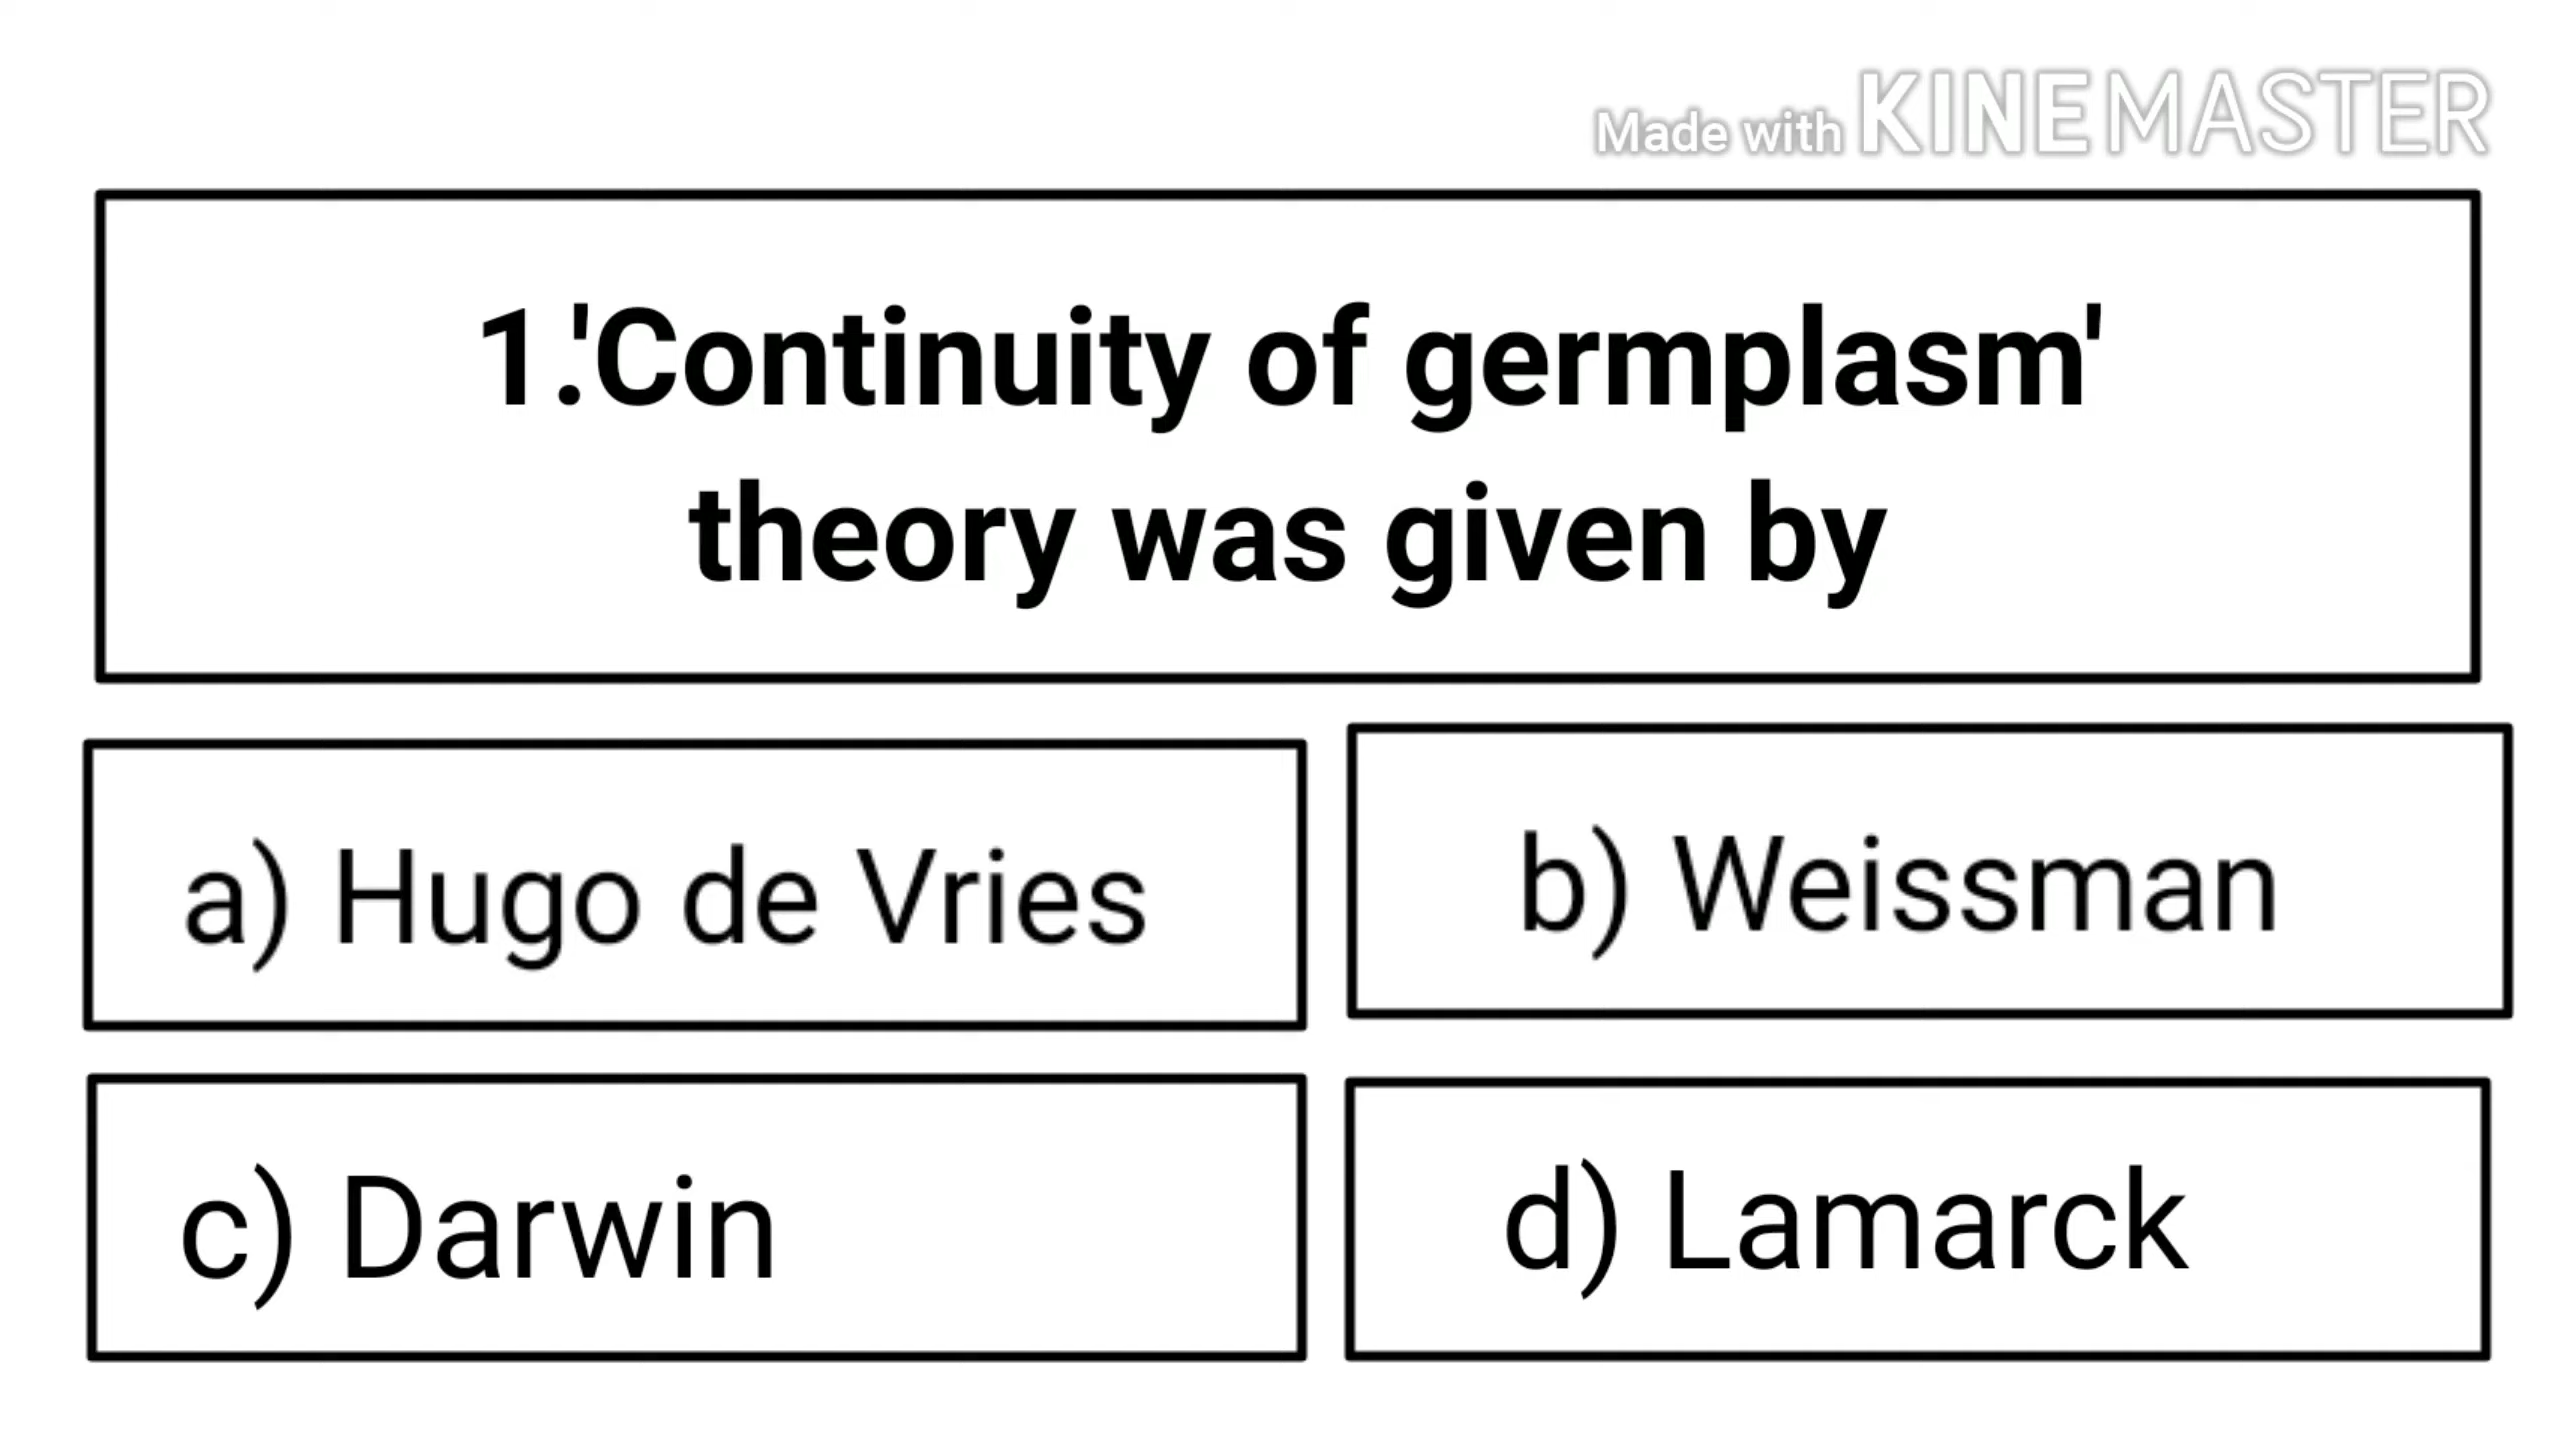 Made with KINEMASTER
1.'Continuity of germplasm'
theory was given by
a) Hugo de Vries
b) Weissman
c) Darwin
d) Lamarck